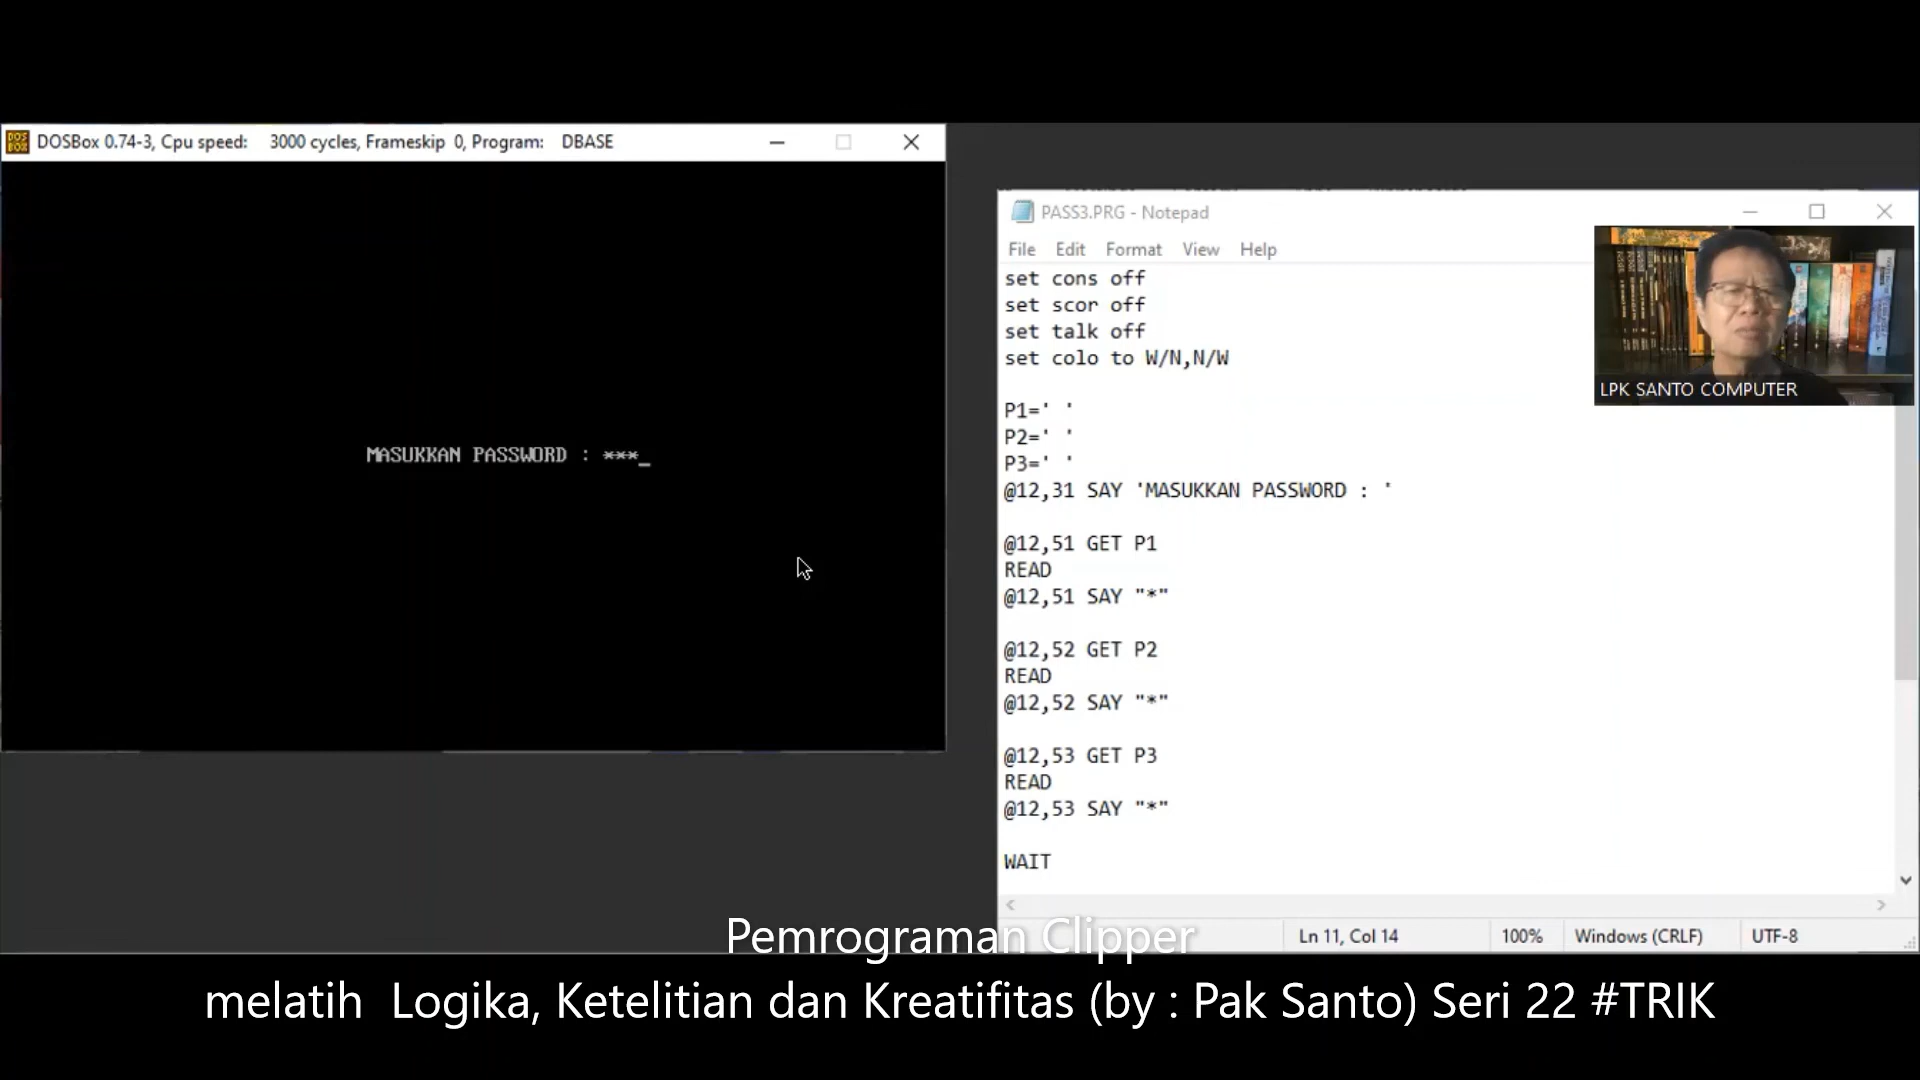 DOSBox 0.74-3, Cpu speed: 3000 cycles, Frameskip 0, Program: DBASE
MASUKKAN PASSWORD : ***_
PASS3.PRG - Notepad
File Edit Format View Help
set cons off
set scor off
set talk off
set colo to W/N,N/W
P1=' '
P2=' '
P3=' '
@12,31 SAY 'MASUKKAN PASSWORD : '
@12,51 GET P1
READ
@12,51 SAY "*"
@12,52 GET P2
READ
@12,52 SAY "*"
@12,53 GET P3
READ
@12,53 SAY "*"
WAIT
Ln 11, Col 14 100% Windows (CRLF) UTF-8
LPK SANTO COMPUTER
Pemrograman Clipper
melatih Logika, Ketelitian dan Kreatifitas (by : Pak Santo) Seri 22 #TRIK